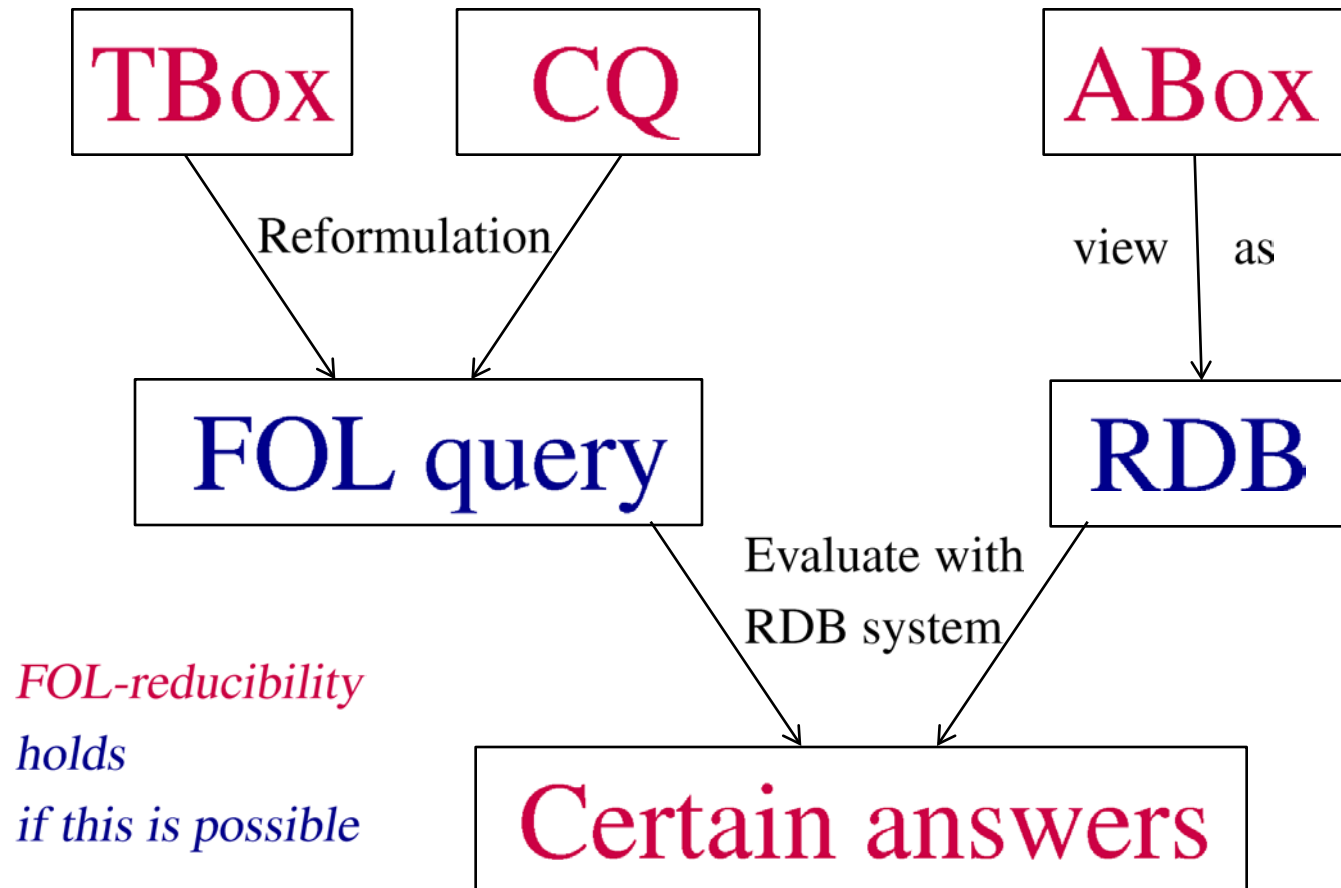 TBox
CQ
ABox
Reformulation
view as
FOL query
RDB
Evaluate with
RDB system
FOL-reducibility
holds
if this is possible
Certain answers